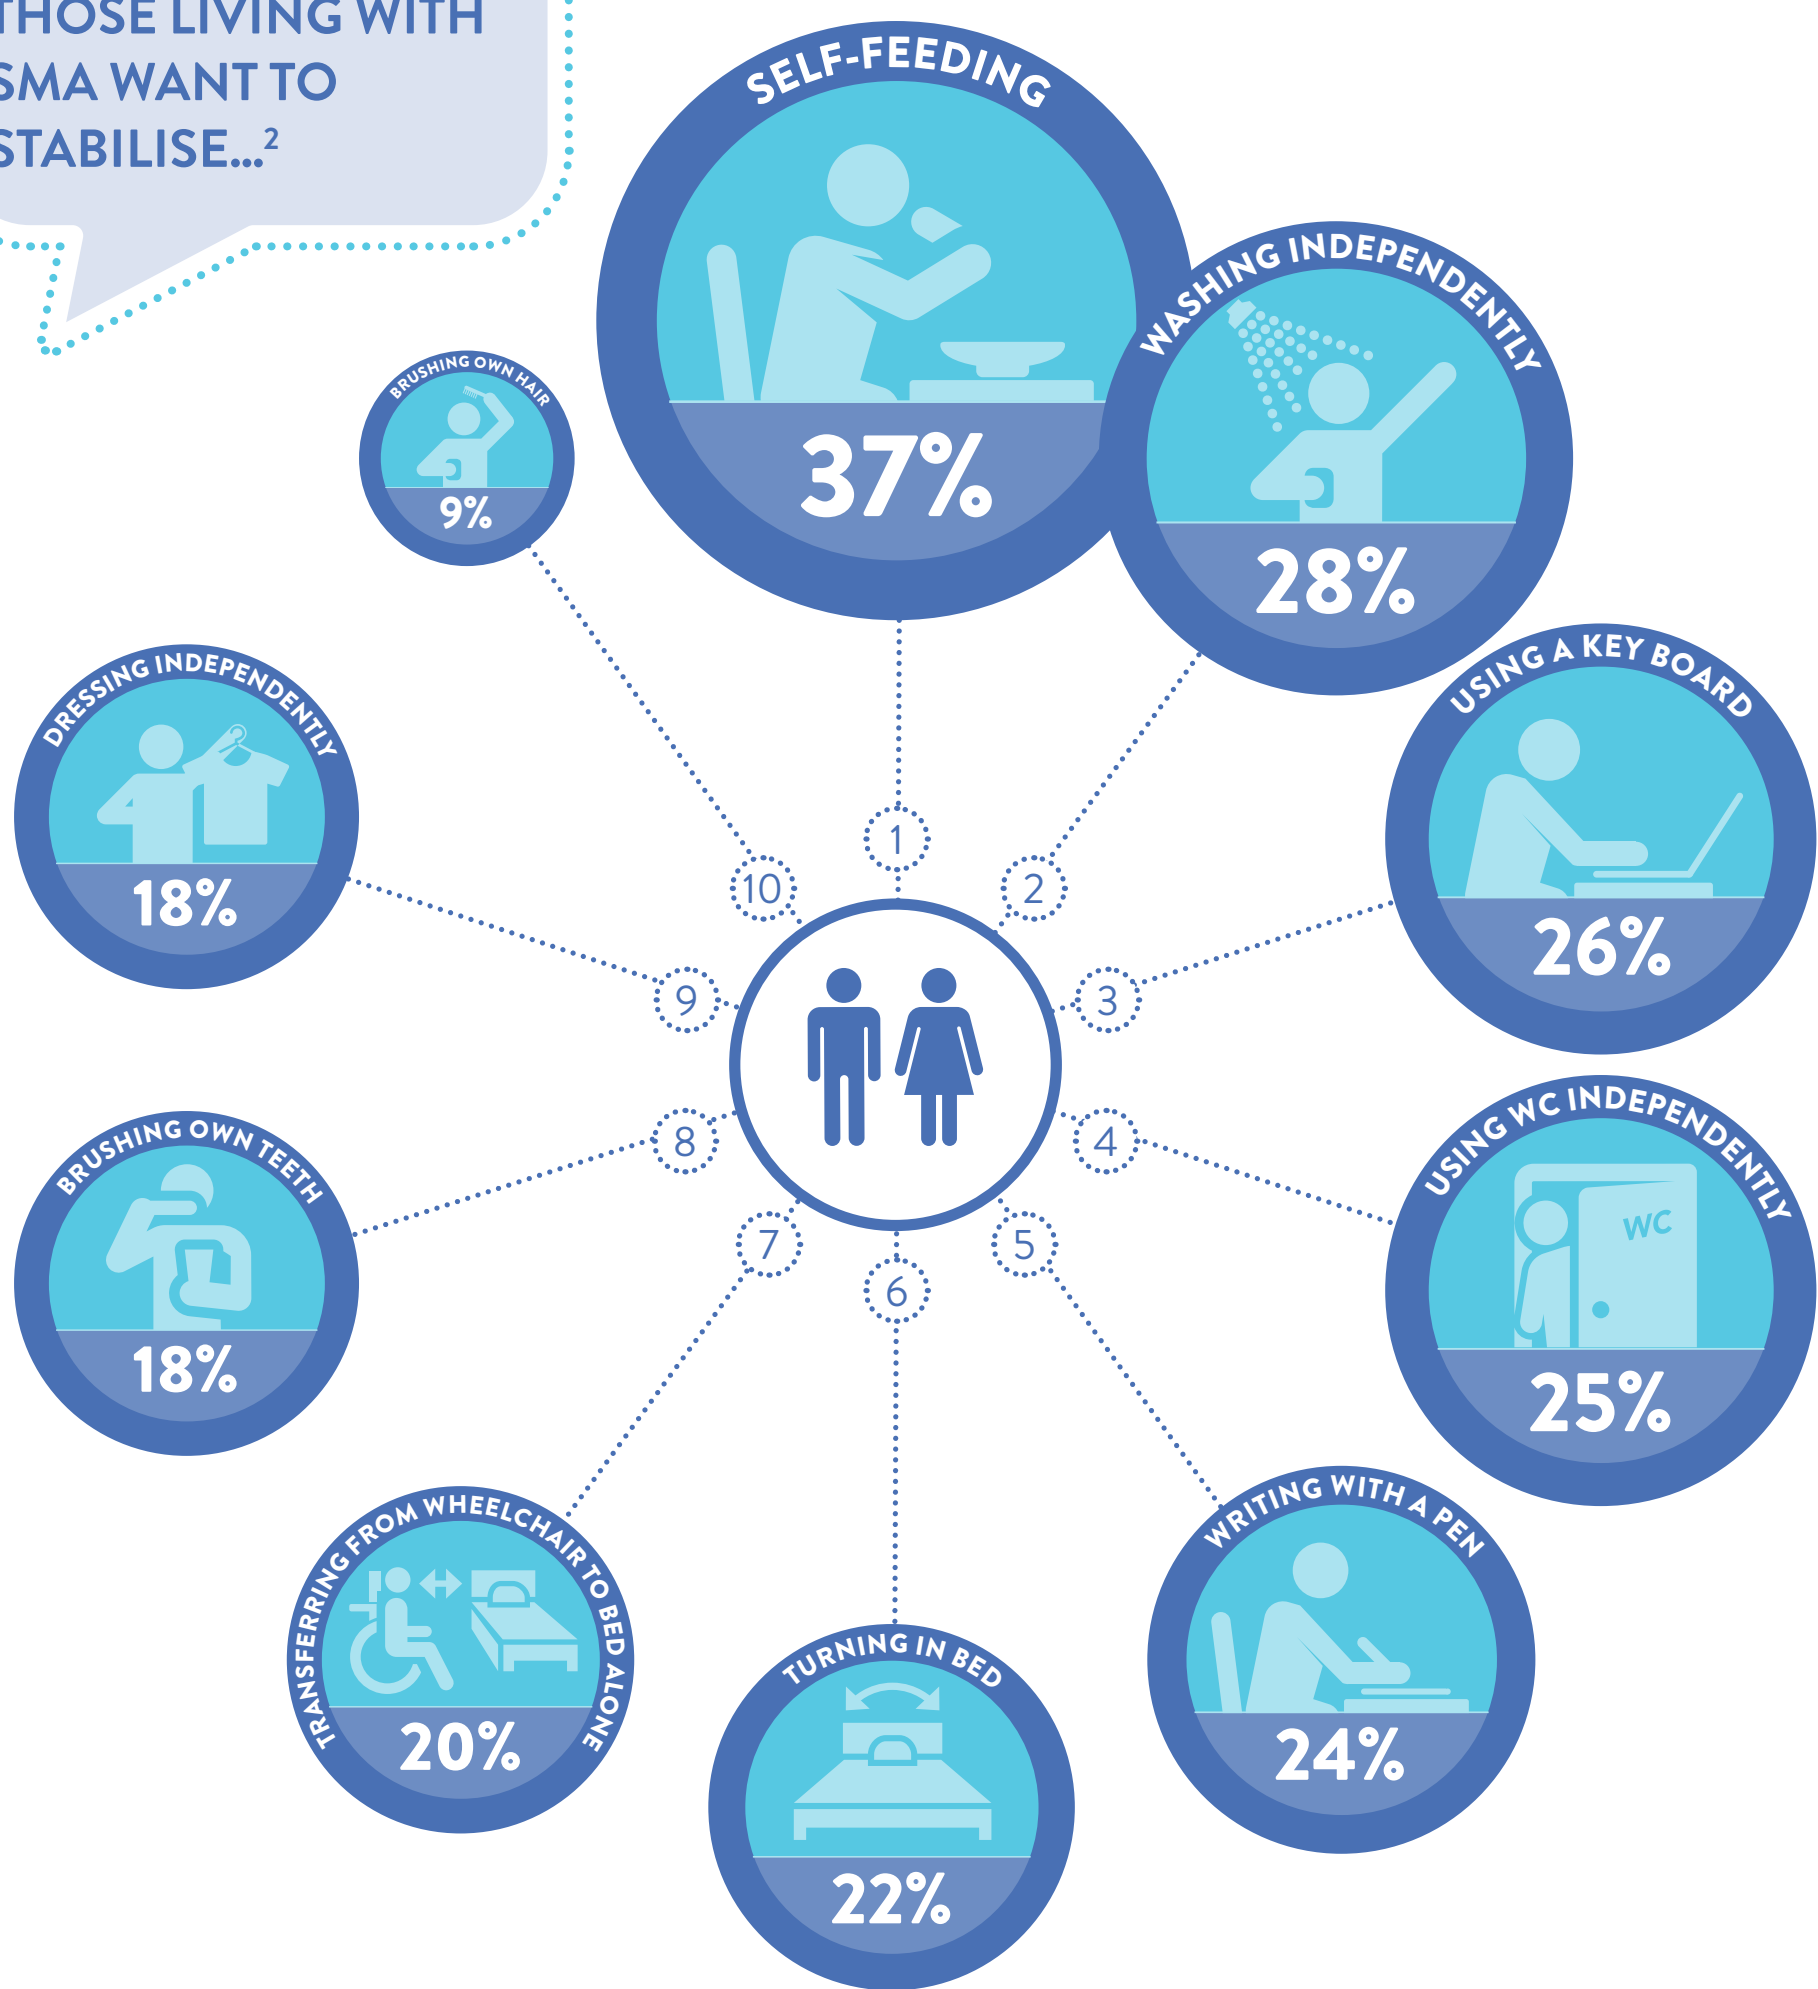 THOSE LIVING WITH
SMA WANT TO
STABILISE...2
SELF-FEEDING
37%
WASHING INDEPENDENTLY
28%
USING A KEY BOARD
26%
USING WC INDEPENDENTLY
WC
25%
WRITING WITH A PEN
24%
TURNING IN BED
22%
TRANSFERRING FROM WHEELCHAIR TO BED ALONE
20%
BRUSHING OWN TEETH
18%
DRESSING INDEPENDENTLY
18%
BRUSHING OWN HAIR
9%
1
2
3
4
5
6
7
8
9
10